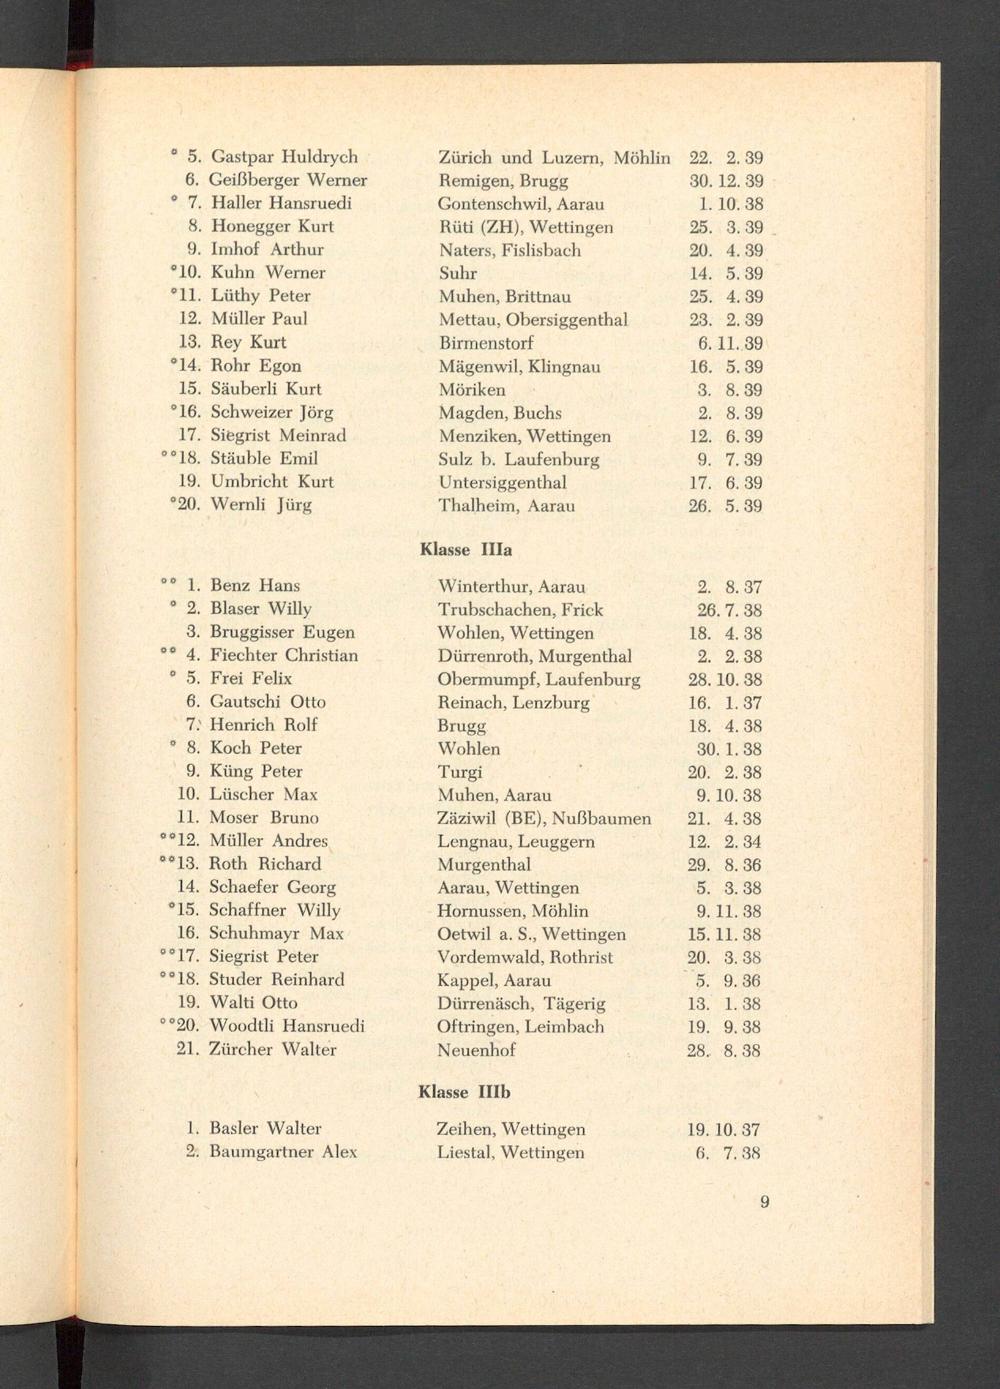 ° 5. Gastpar Huldrych Zürich und Luzern, Möhlin 22. 2. 39
6. Geißberger Werner Remigen, Brugg 30. 12. 39
° 7. Haller Hansruedi Gontenschwil, Aarau 1. 10. 38
8. Honegger Kurt Rüti (ZH), Wettingen 25. 3. 39
9. Imhof Arthur Naters, Fislisbach 20. 4. 39
°10. Kuhn Werner Suhr 14. 5. 39
°11. Lüthy Peter Muhen, Brittnau 25. 4. 39
12. Müller Paul Mettau, Obersiggenthal 23. 2. 39
13. Rey Kurt Birmenstorf 6. 11. 39
°14. Rohr Egon Mägenwil, Klingnau 16. 5. 39
15. Säuberli Kurt Möriken 3. 8. 39
°16. Schweizer Jörg Magden, Buchs 2. 8. 39
17. Siegrist Meinrad Menziken, Wettingen 12. 6. 39
°°18. Stäuble Emil Sulz b. Laufenburg 9. 7. 39
19. Umbricht Kurt Untersiggenthal 17. 6. 39
°20. Wernli Jürg Thalheim, Aarau 26. 5. 39
Klasse IIIa
°° 1. Benz Hans Winterthur, Aarau 2. 8. 37
° 2. Blaser Willy Trubschachen, Frick 26. 7. 38
3. Bruggisser Eugen Wohlen, Wettingen 18. 4. 38
°° 4. Fiechter Christian Dürrenroth, Murgenthal 2. 2. 38
° 5. Frei Felix Obermumpf, Laufenburg 28. 10. 38
6. Gautschi Otto Reinach, Lenzburg 16. 1. 37
7. Henrich Rolf Brugg 18. 4. 38
° 8. Koch Peter Wohlen 30. 1. 38
9. Küng Peter Turgi 20. 2. 38
10. Lüscher Max Muhen, Aarau 9. 10. 38
11. Moser Bruno Zäziwil (BE), Nußbaumen 21. 4. 38
°°12. Müller Andres Lengnau, Leuggern 12. 2. 34
°°13. Roth Richard Murgenthal 29. 8. 36
14. Schaefer Georg Aarau, Wettingen 5. 3. 38
°15. Schaffner Willy Hornussen, Möhlin 9. 11. 38
16. Schuhmayr Max Oetwil a. S., Wettingen 15. 11. 38
°°17. Siegrist Peter Vordemwald, Rothrist 20. 3. 38
°°18. Studer Reinhard Kappel, Aarau 5. 9. 36
19. Walti Otto Dürrenäsch, Tägerig 13. 1. 38
°°20. Woodtli Hansruedi Oftringen, Leimbach 19. 9. 38
21. Zürcher Walter Neuenhof 28. 8. 38
Klasse IIIb
1. Basler Walter Zeihen, Wettingen 19. 10. 37
2. Baumgartner Alex Liestal, Wettingen 6. 7. 38
9